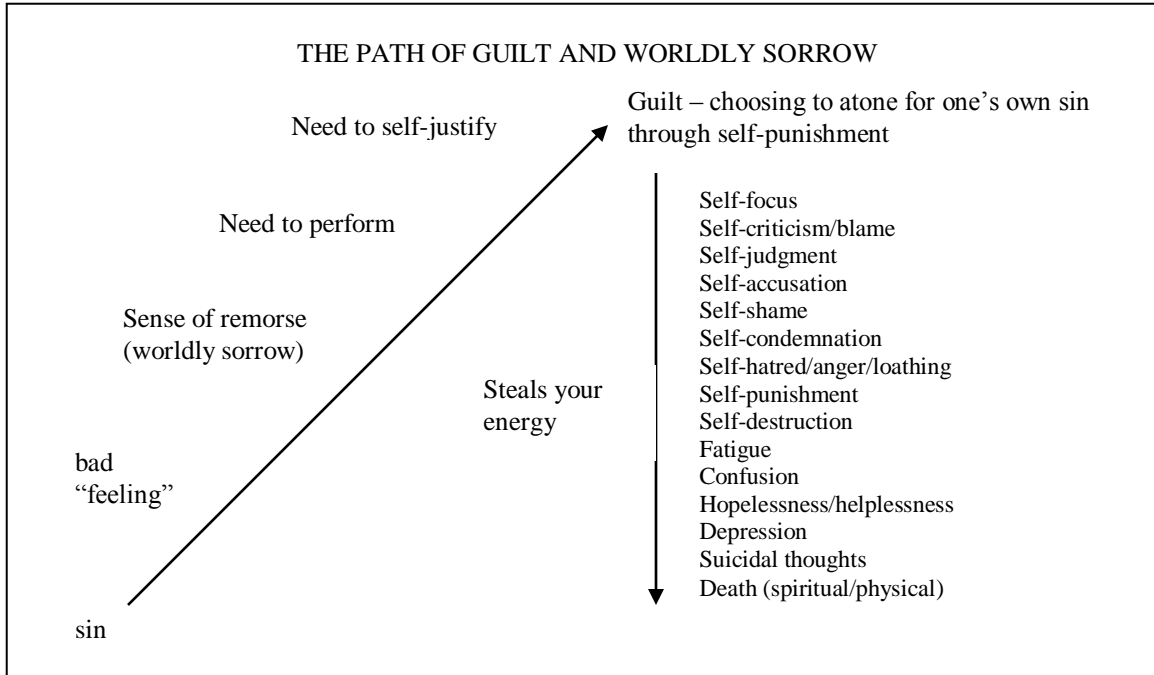 THE PATH OF GUILT AND WORLDLY SORROW
Guilt – choosing to atone for one's own sin
through self-punishment
Need to self-justify
Need to perform
Sense of remorse
(worldly sorrow)
bad
“feeling”
sin
Steals your
energy
Self-focus
Self-criticism/blame
Self-judgment
Self-accusation
Self-shame
Self-condemnation
Self-hatred/anger/loathing
Self-punishment
Self-destruction
Fatigue
Confusion
Hopelessness/helplessness
Depression
Suicidal thoughts
Death (spiritual/physical)